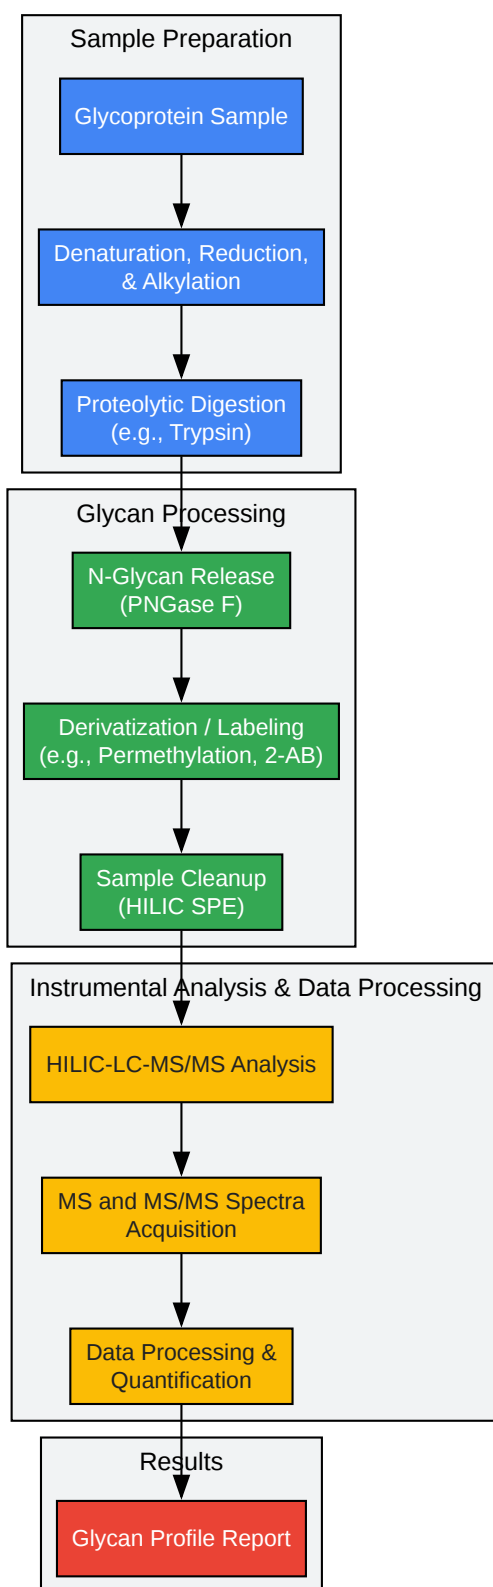 Sample Preparation
Glycoprotein Sample
Denaturation, Reduction,
& Alkylation
Proteolytic Digestion
(e.g., Trypsin)
Glycan Processing
N-Glycan Release
(PNGase F)
Derivatization / Labeling
(e.g., Permethylation, 2-AB)
Sample Cleanup
(HILIC SPE)
Instrumental Analysis & Data Processing
HILIC-LC-MS/MS Analysis
MS and MS/MS Spectra
Acquisition
Data Processing &
Quantification
Results
Glycan Profile Report